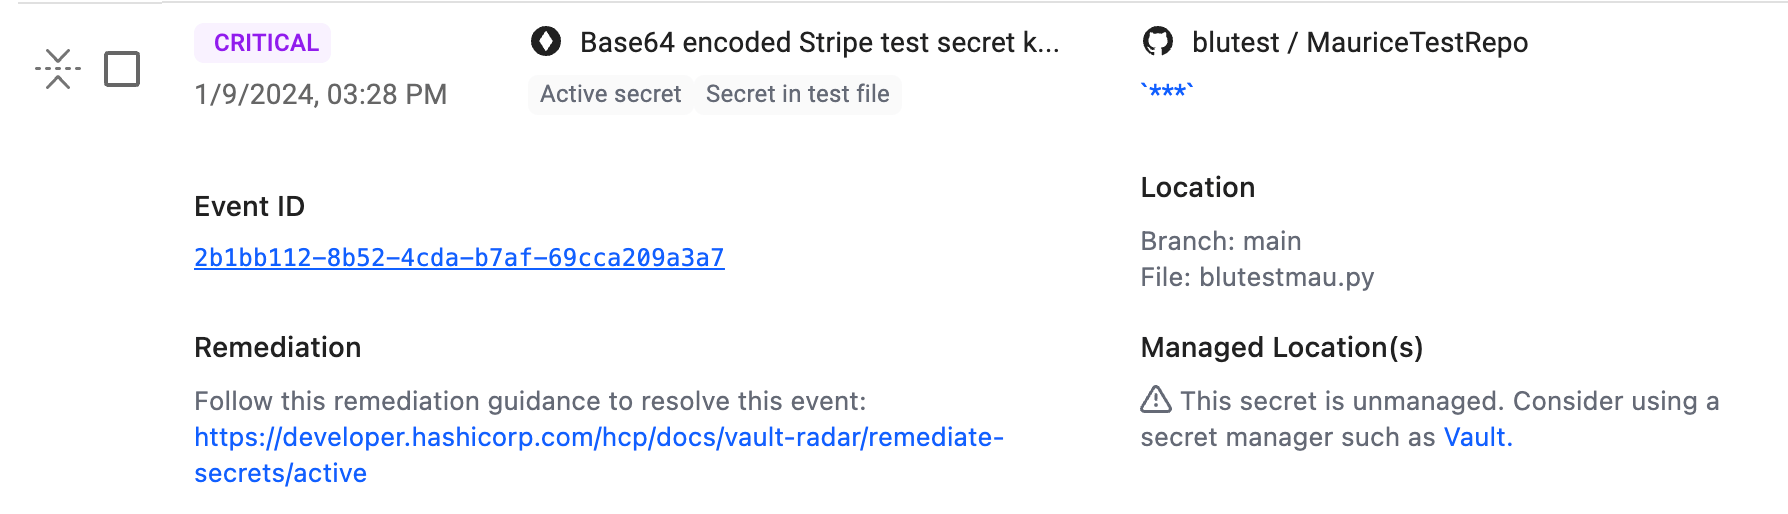 CRITICAL
Base64 encoded Stripe test secret k...
blutest / MauriceTestRepo
1/9/2024, 03:28 PM
Active secret
Secret in test file
`***`
Event ID
2b1bb112-8b52-4cda-b7af-69cca209a3a7
Location
Branch: main
File: blutestmau.py
Remediation
Follow this remediation guidance to resolve this event:
https://developer.hashicorp.com/hcp/docs/vault-radar/remediate-
secrets/active
Managed Location(s)
This secret is unmanaged. Consider using a
secret manager such as Vault.